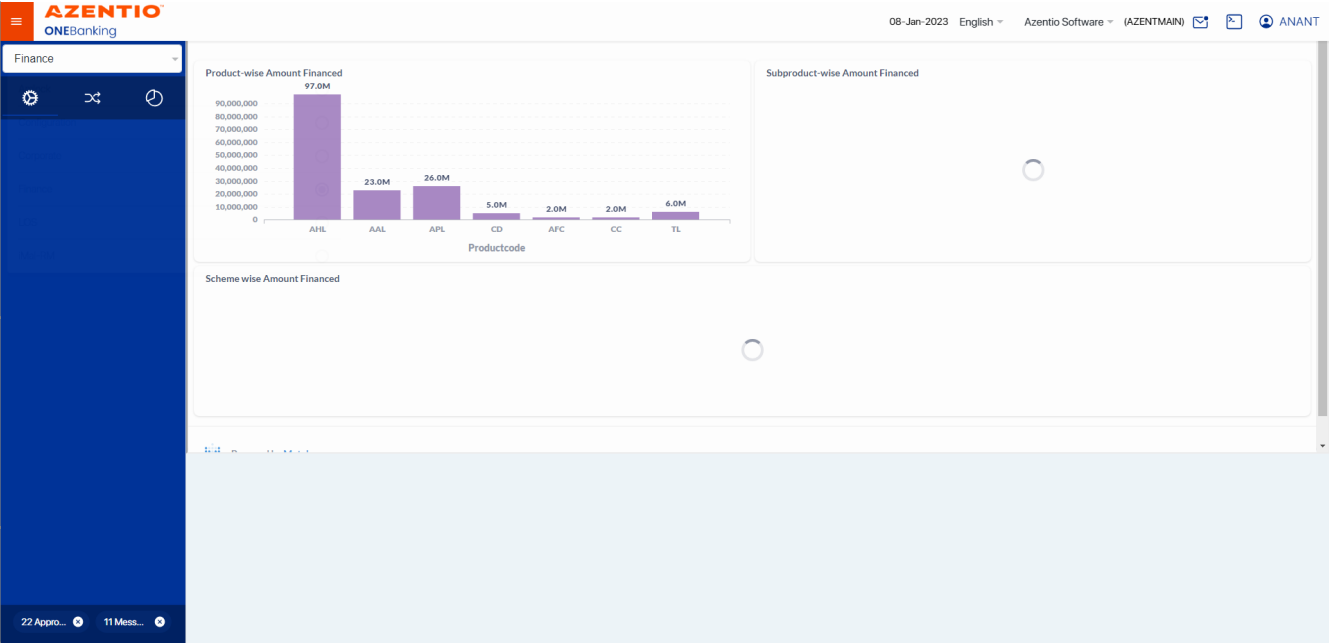 AZENTIO
ONEBanking
08-Jan-2023 English Azentio Software (AZENTMAIN) ANANT
Finance
Product-wise Amount Financed
97.0M
90,000,000
80,000,000
70,000,000
60,000,000
50,000,000
40,000,000
30,000,000
20,000,000
10,000,000
0
23.0M
26.0M
5.0M
2.0M
2.0M
6.0M
AHL AAL APL CD AFC CC TL
Productcode
Subproduct-wise Amount Financed
Scheme wise Amount Financed
22 Appro... 11 Mess...